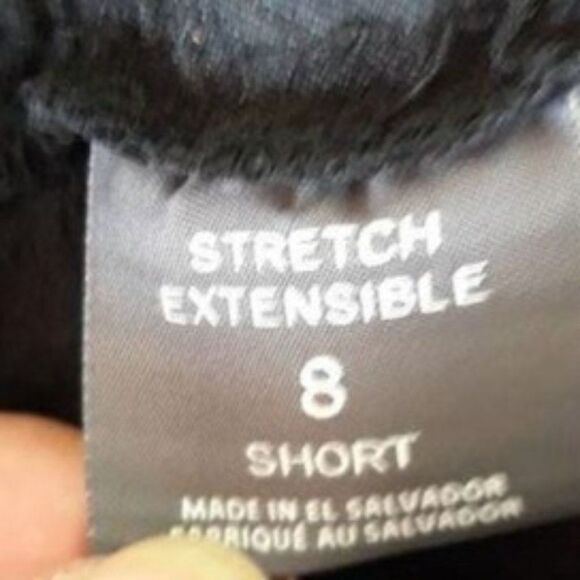 STRETCH
EXTENSIBLE
8
SHORT
MADE IN EL SALVADOR
FABRIQUÉ AU SALVADOR